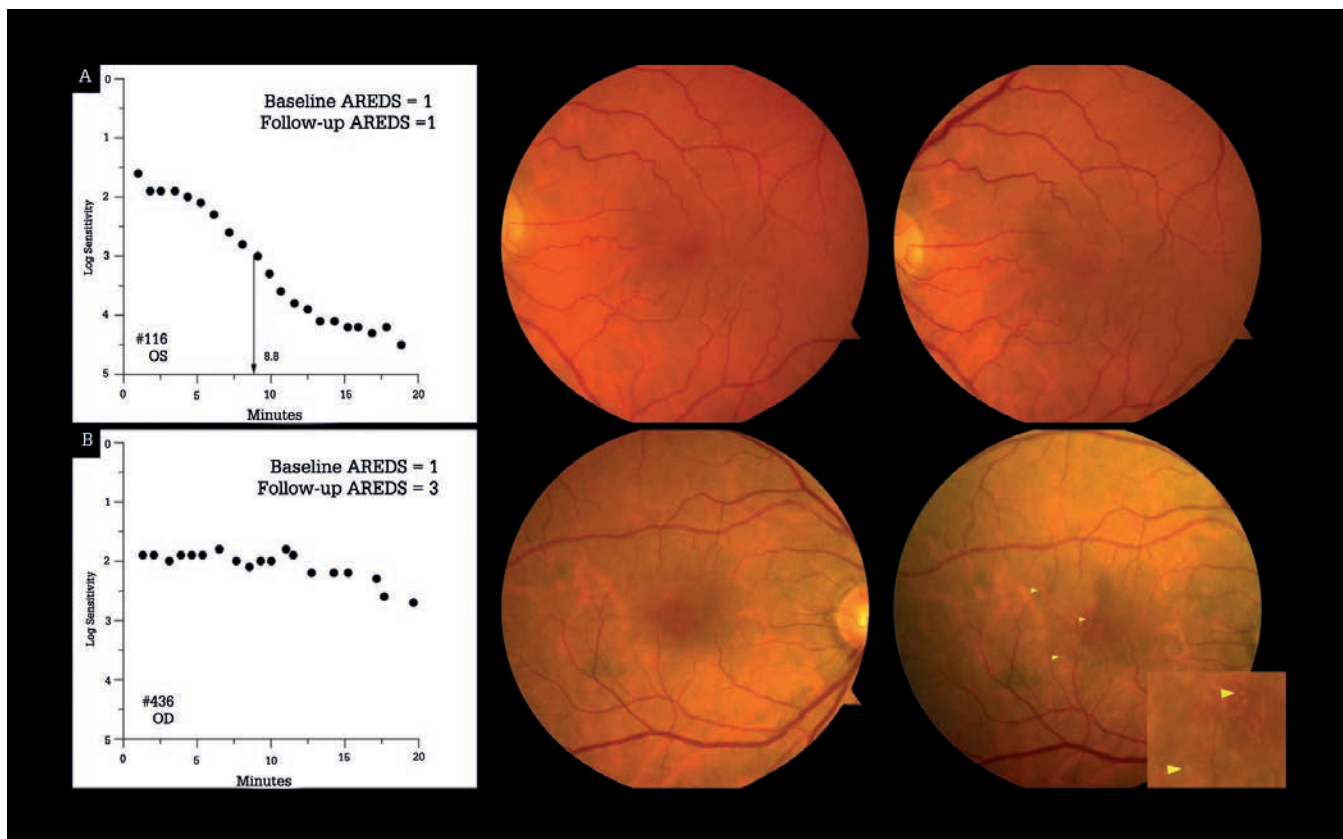 A
Baseline AREDS = 1
Follow-up AREDS =1
Log Sensitivity
0
1
2
3
4
5
#116
OS
8.8
0
5
10
15
20
Minutes
B
Baseline AREDS = 1
Follow-up AREDS = 3
Log Sensitivity
0
1
2
3
4
5
#436
OD
0
5
10
15
20
Minutes